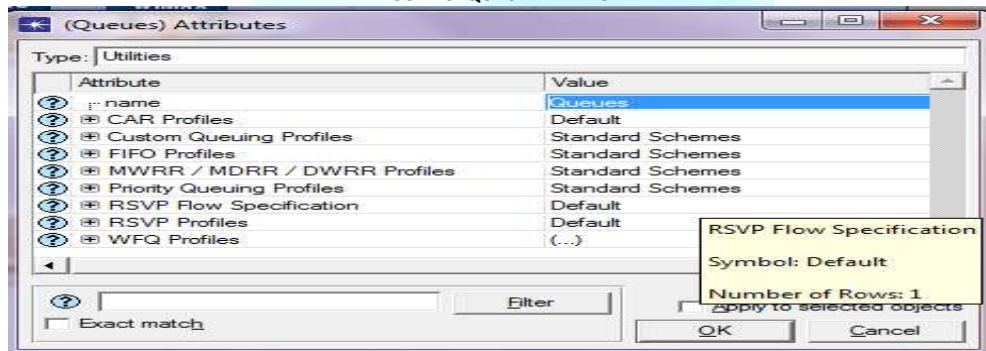 (Queues) Attributes
Type: Utilities
Attribute Value
name Queues
CAR Profiles Default
Custom Queuing Profiles Standard Schemes
FIFO Profiles Standard Schemes
MWRR / MDRR / DWRR Profiles Standard Schemes
Priority Queuing Profiles Standard Schemes
RSVP Flow Specification Default
RSVP Profiles Default
WFQ Profiles (...)
RSVP Flow Specification
Symbol: Default
Number of Rows: 1
Filter
Apply to selected objects
Exact match
OK Cancel